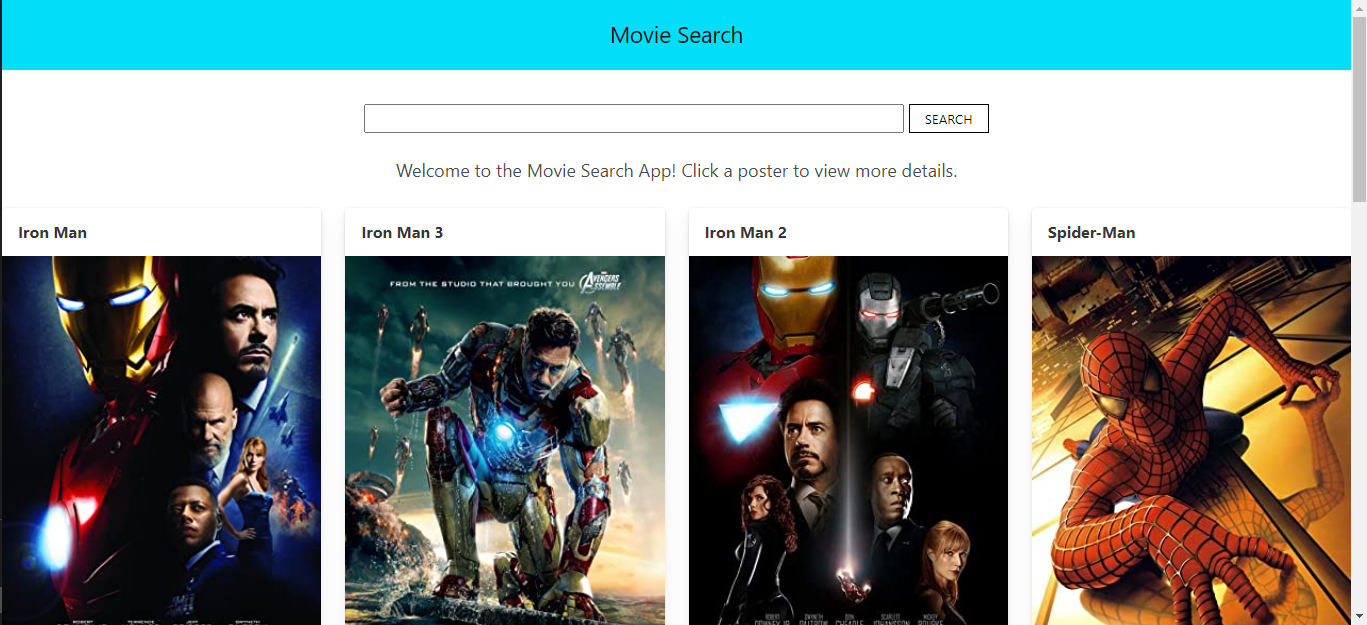 Movie Search
SEARCH
Welcome to the Movie Search App! Click a poster to view more details.
Iron Man
Iron Man 3
Iron Man 2
Spider-Man
FROM THE STUDIO THAT BROUGHT YOU
AVENGERS
ASSEMBLE